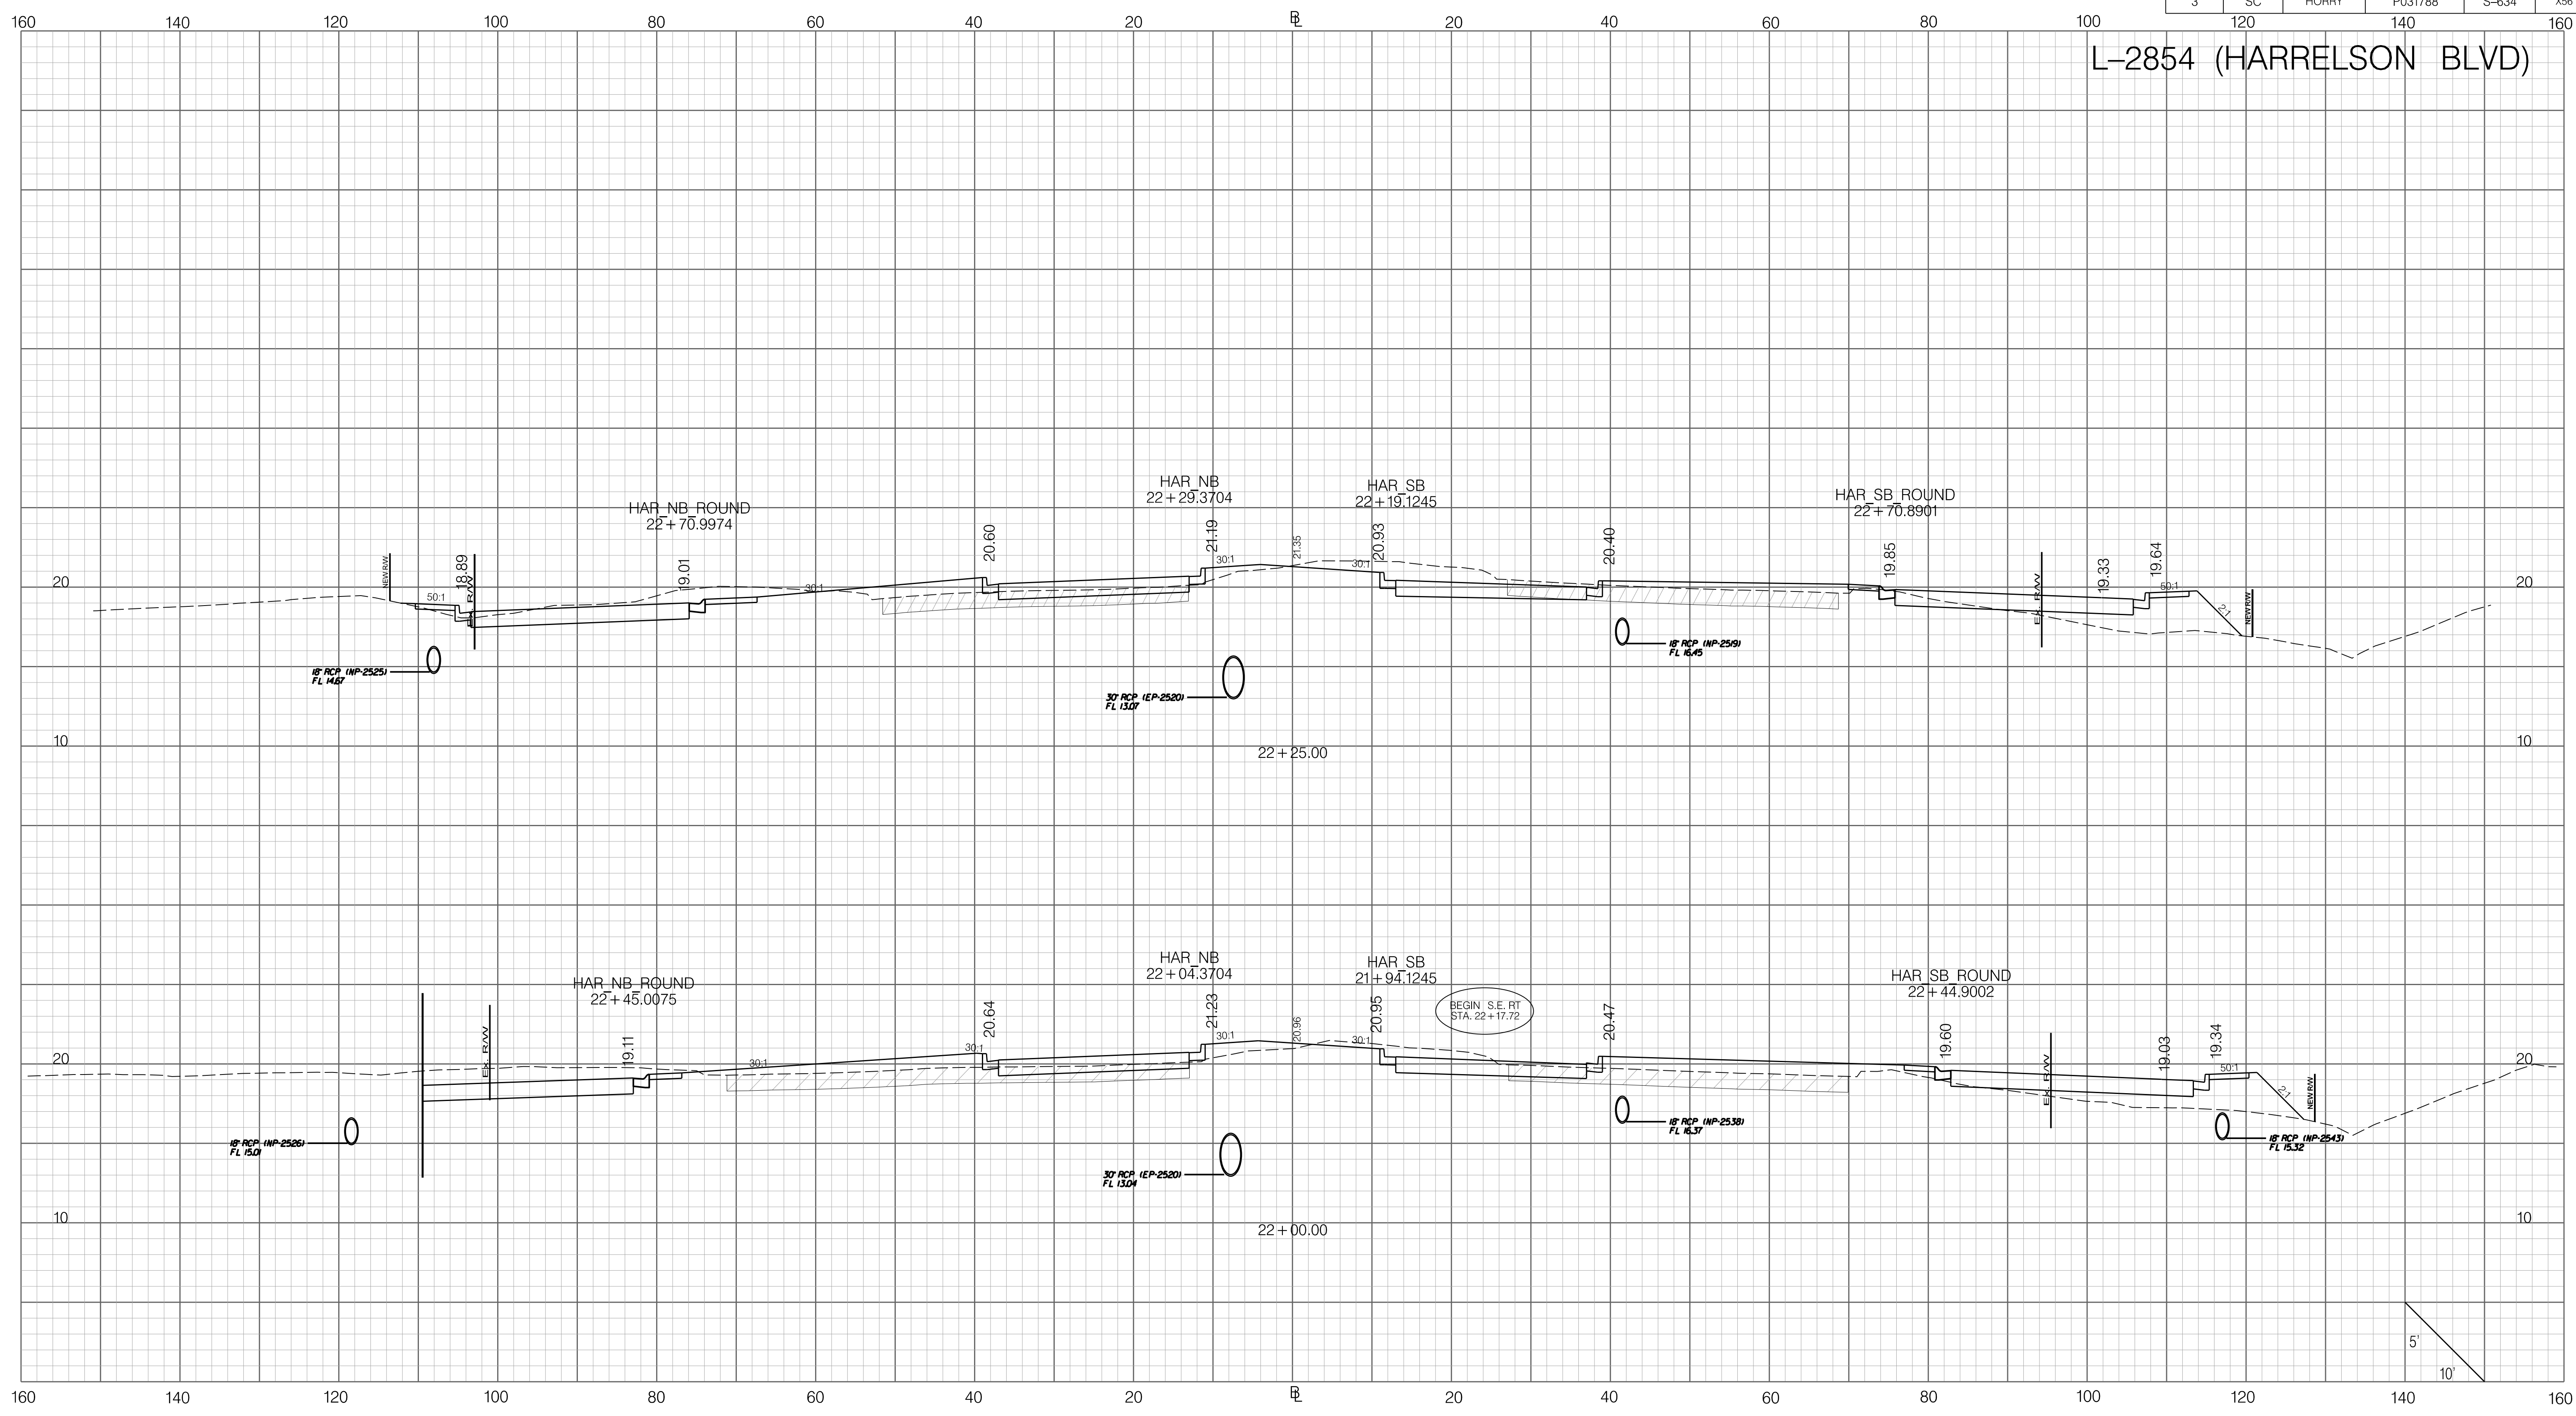 3 SC HORRY P031788 S-634 X56
160 140 120 100 80 60 40 20 BL 20 40 60 80 100 120 140 160
L-2854 (HARRELSON BLVD)
HAR_NB_ROUND
22+70.9974
HAR_NB
22+29.3704
HAR_SB
22+19.1245
HAR_SB_ROUND
22+70.8901
NEW R/W
18.89
Ex. R/W
19.01
20.60
21.19
21.35
20.93
20.40
19.85
Ex. R/W
19.33
19.64
NEW R/W
20 50:1 30:1 30:1 30:1 50:1 2:1 20
18" RCP (NP-2525)
FL 14.67
30" RCP (EP-2520)
FL 13.07
18" RCP (NP-2519)
FL 16.45
10 10
22+25.00
HAR_NB_ROUND
22+45.0075
HAR_NB
22+04.3704
HAR_SB
21+94.1245
HAR_SB_ROUND
22+44.9002
BEGIN S.E. RT
STA. 22+17.72
Ex. R/W
19.11
20.64
21.23
20.96
20.95
20.47
19.60
Ex. R/W
19.03
19.34
NEW R/W
20 30:1 30:1 30:1 30:1 50:1 2:1 20
18" RCP (NP-2526)
FL 15.01
30" RCP (EP-2520)
FL 13.04
18" RCP (NP-2538)
FL 16.37
18" RCP (NP-2543)
FL 15.32
10 10
22+00.00
5'
10'
160 140 120 100 80 60 40 20 BL 20 40 60 80 100 120 140 160